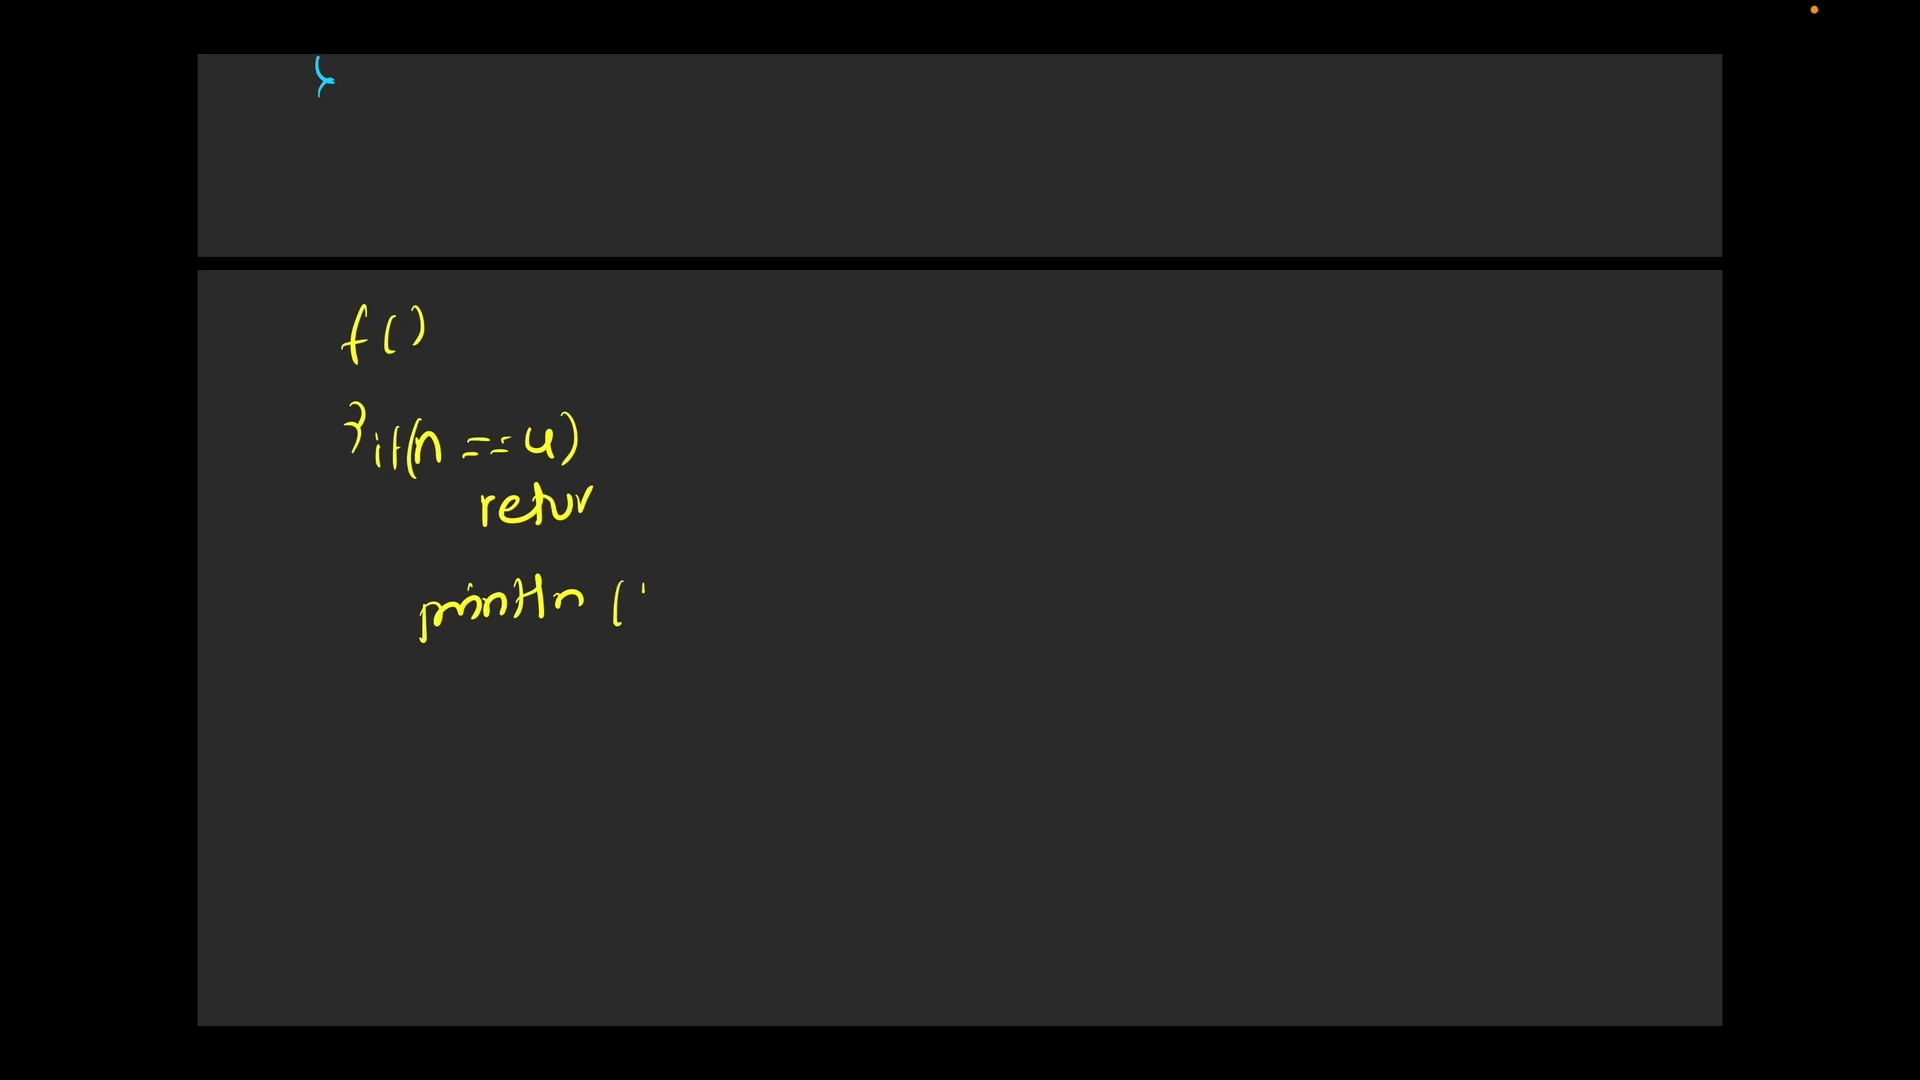 }
f()
{ if(n == 4)
retur
println ( '